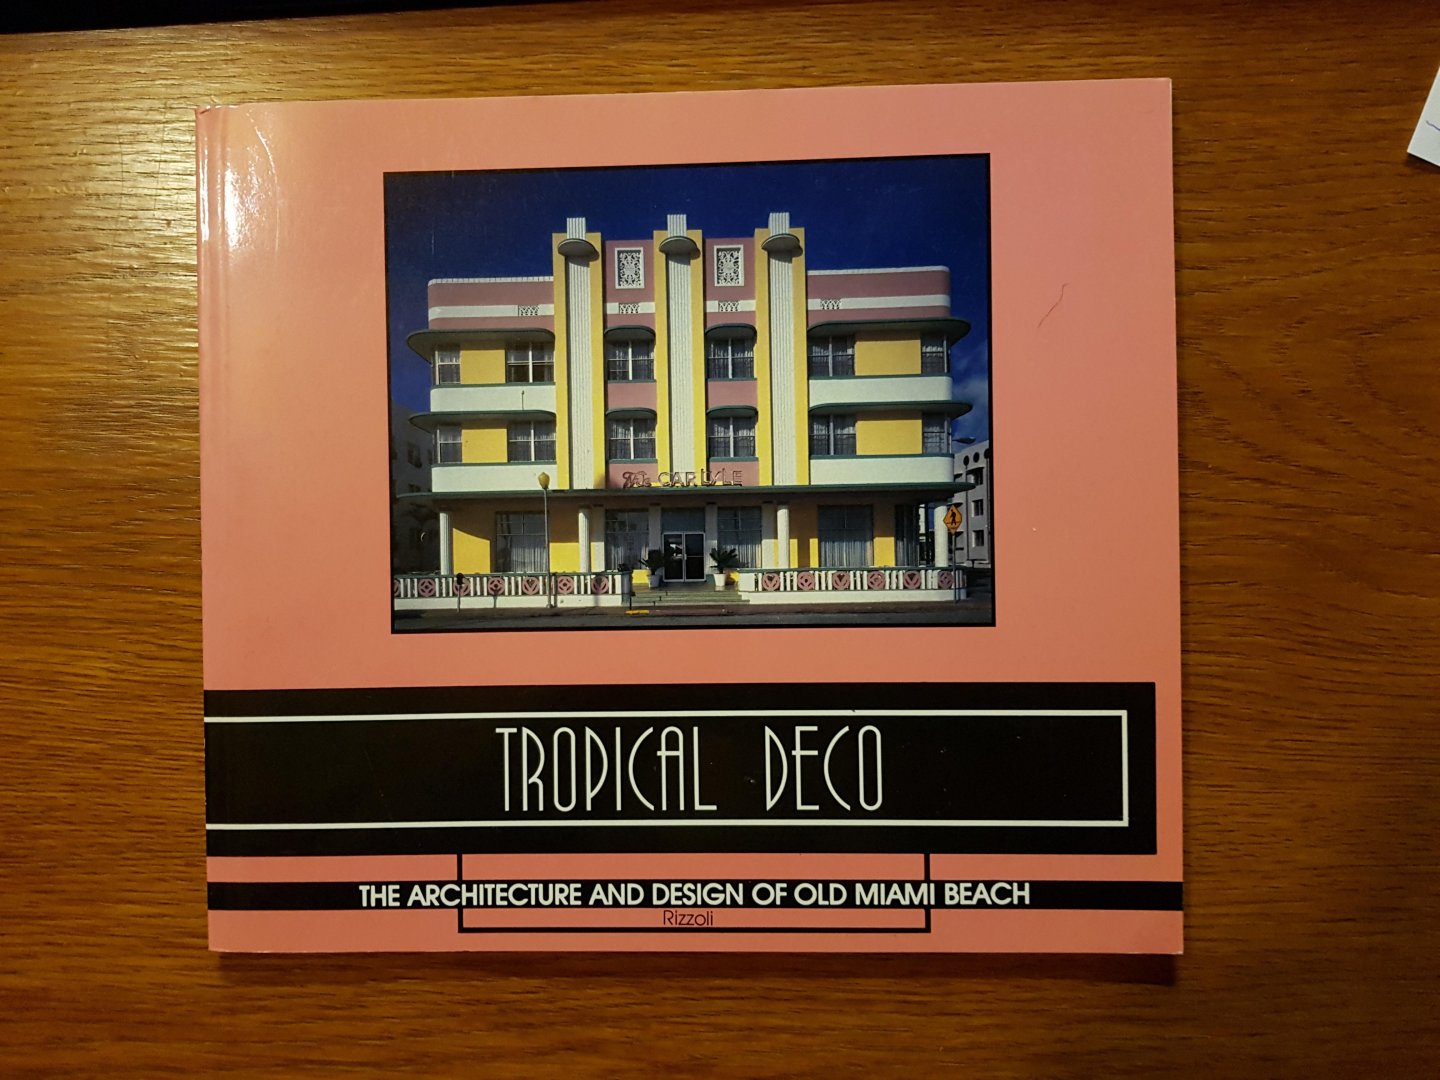 The CARLYLE
TROPICAL DECO
THE ARCHITECTURE AND DESIGN OF OLD MIAMI BEACH
Rizzoli